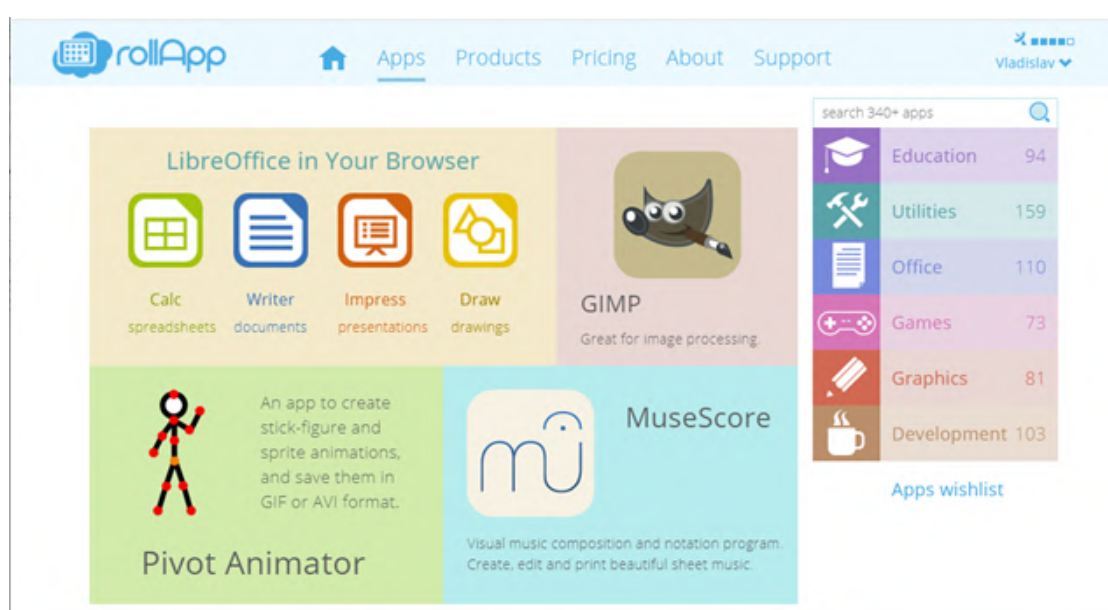 rollApp
Apps Products Pricing About Support
Vladislav
search 340+ apps
LibreOffice in Your Browser
Calc Writer Impress Draw
spreadsheets documents presentations drawings
GIMP
Great for image processing.
An app to create
stick-figure and
sprite animations,
and save them in
GIF or AVI format.
Pivot Animator
mu
MuseScore
Visual music composition and notation program.
Create, edit and print beautiful sheet music.
Education 94
Utilities 159
Office 110
Games 73
Graphics 81
Development 103
Apps wishlist